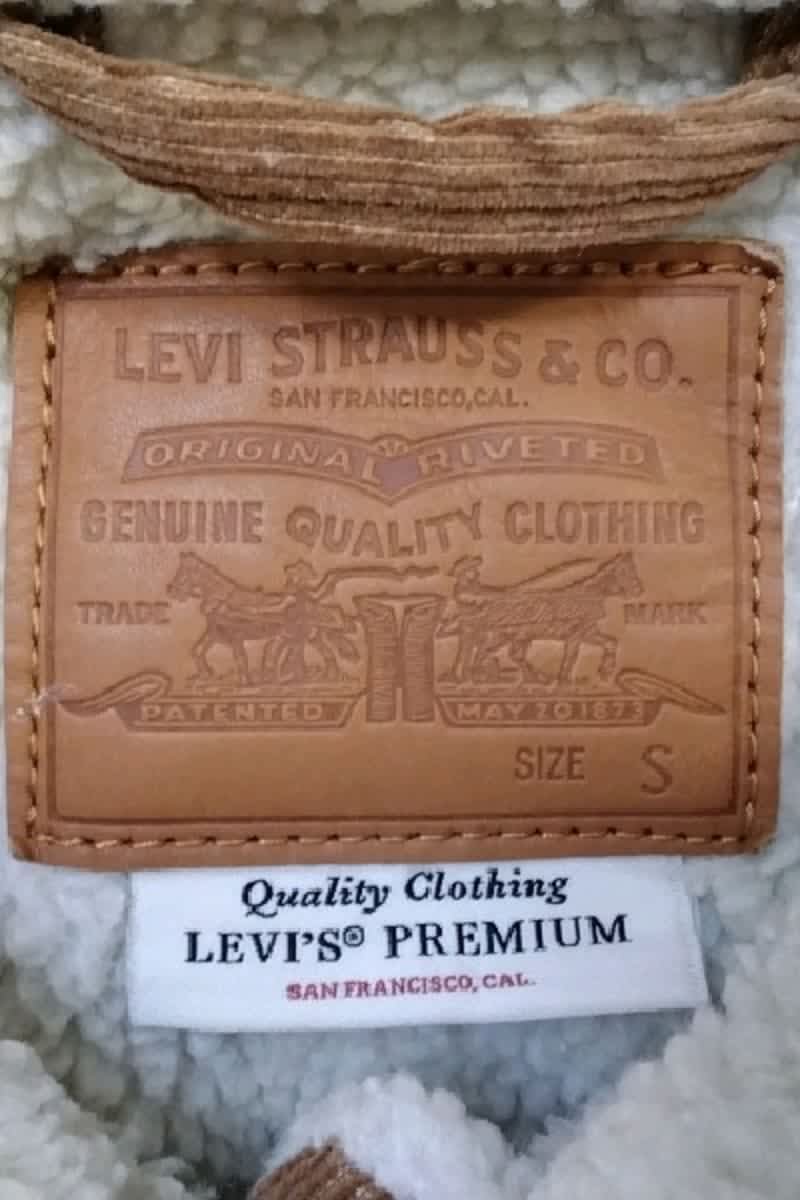 LEVI STRAUSS & CO.
SAN FRANCISCO, CAL.
ORIGINAL RIVETED
GENUINE QUALITY CLOTHING
TRADE MARK
PATENTED MAY 20 1873
SIZE S
Quality Clothing
LEVI'S® PREMIUM
SAN FRANCISCO, CAL.